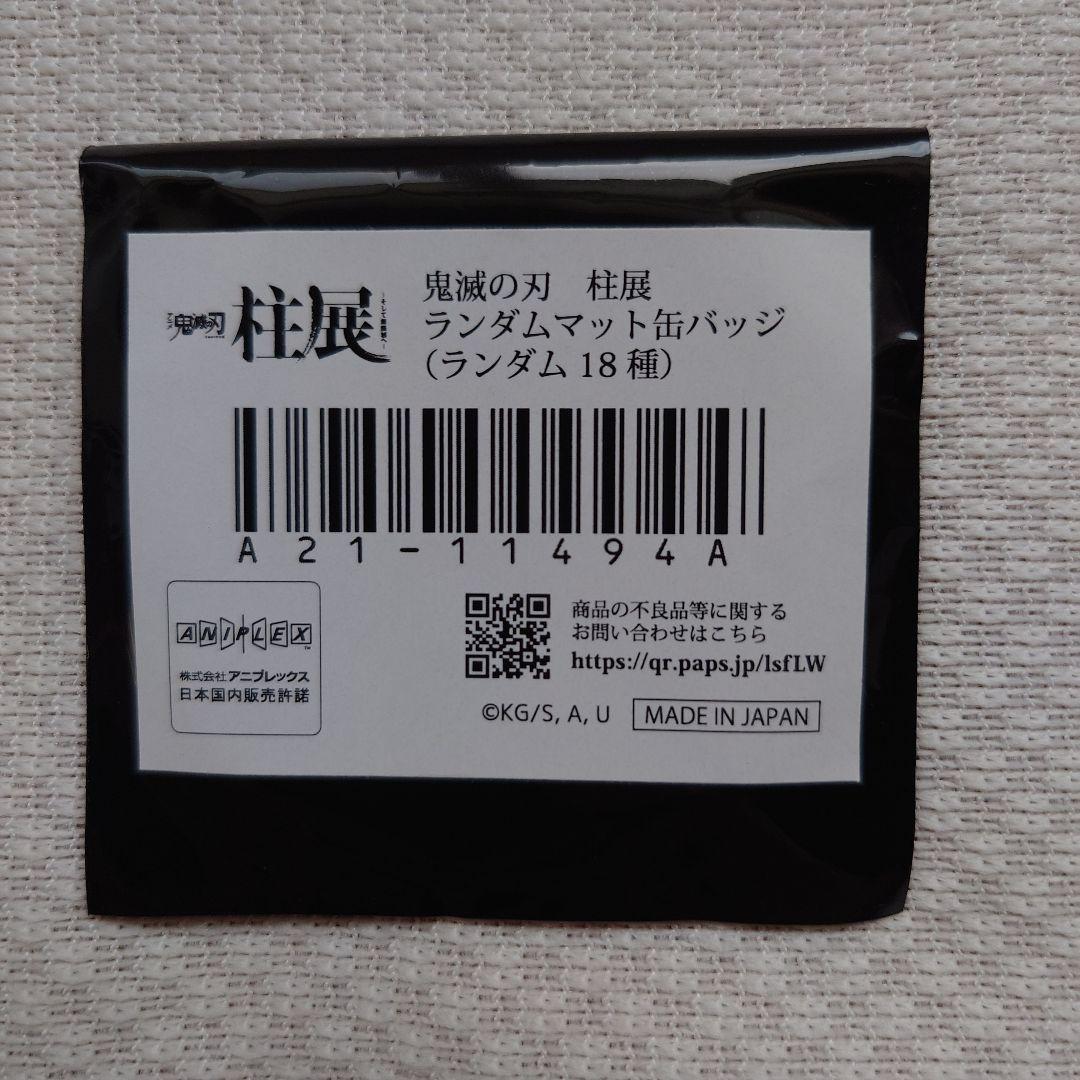 鬼滅の刃
柱展
鬼滅の刃　柱展
ランダムマット缶バッジ
（ランダム 18 種）
A21-11494A
ANIPLEX
株式会社アニプレックス
日本国内販売許諾
商品の不良品等に関する
お問い合わせはこちら
https://qr.paps.jp/lsfLW
©KG/S, A, U
MADE IN JAPAN